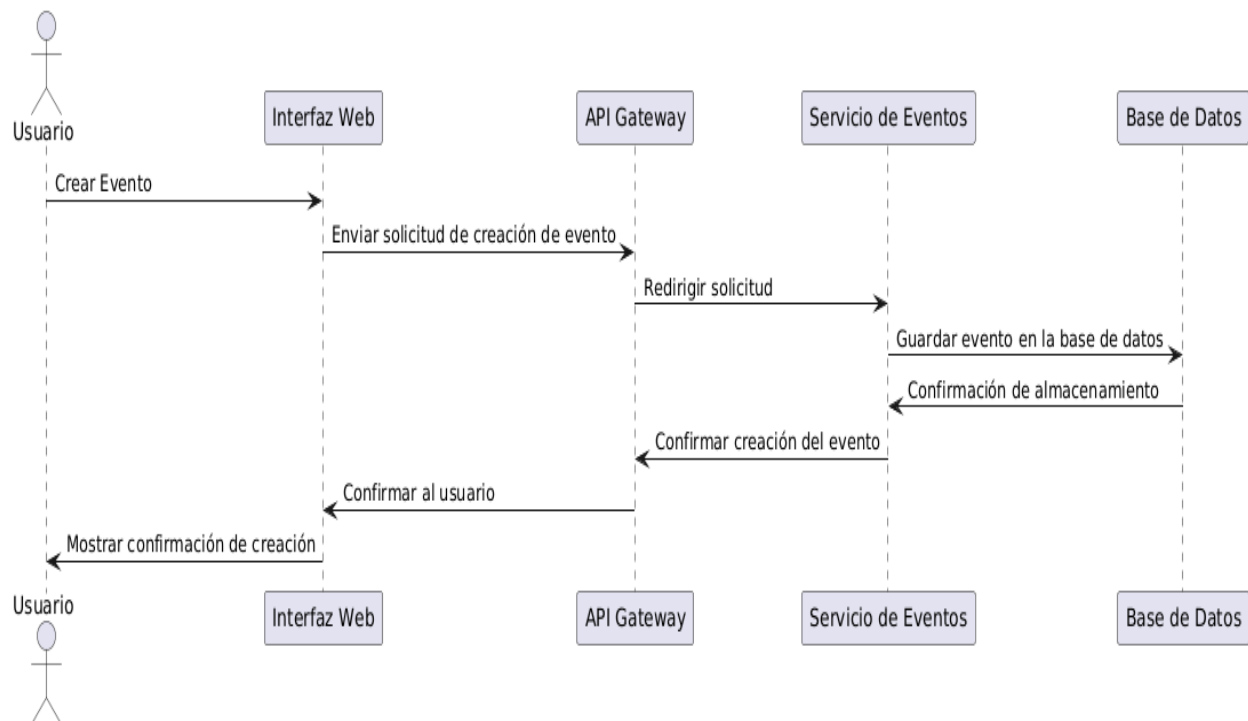 Usuario
Interfaz Web
API Gateway
Servicio de Eventos
Base de Datos
Crear Evento
Enviar solicitud de creación de evento
Redirigir solicitud
Guardar evento en la base de datos
Confirmación de almacenamiento
Confirmar creación del evento
Confirmar al usuario
Mostrar confirmación de creación
Usuario
Interfaz Web
API Gateway
Servicio de Eventos
Base de Datos